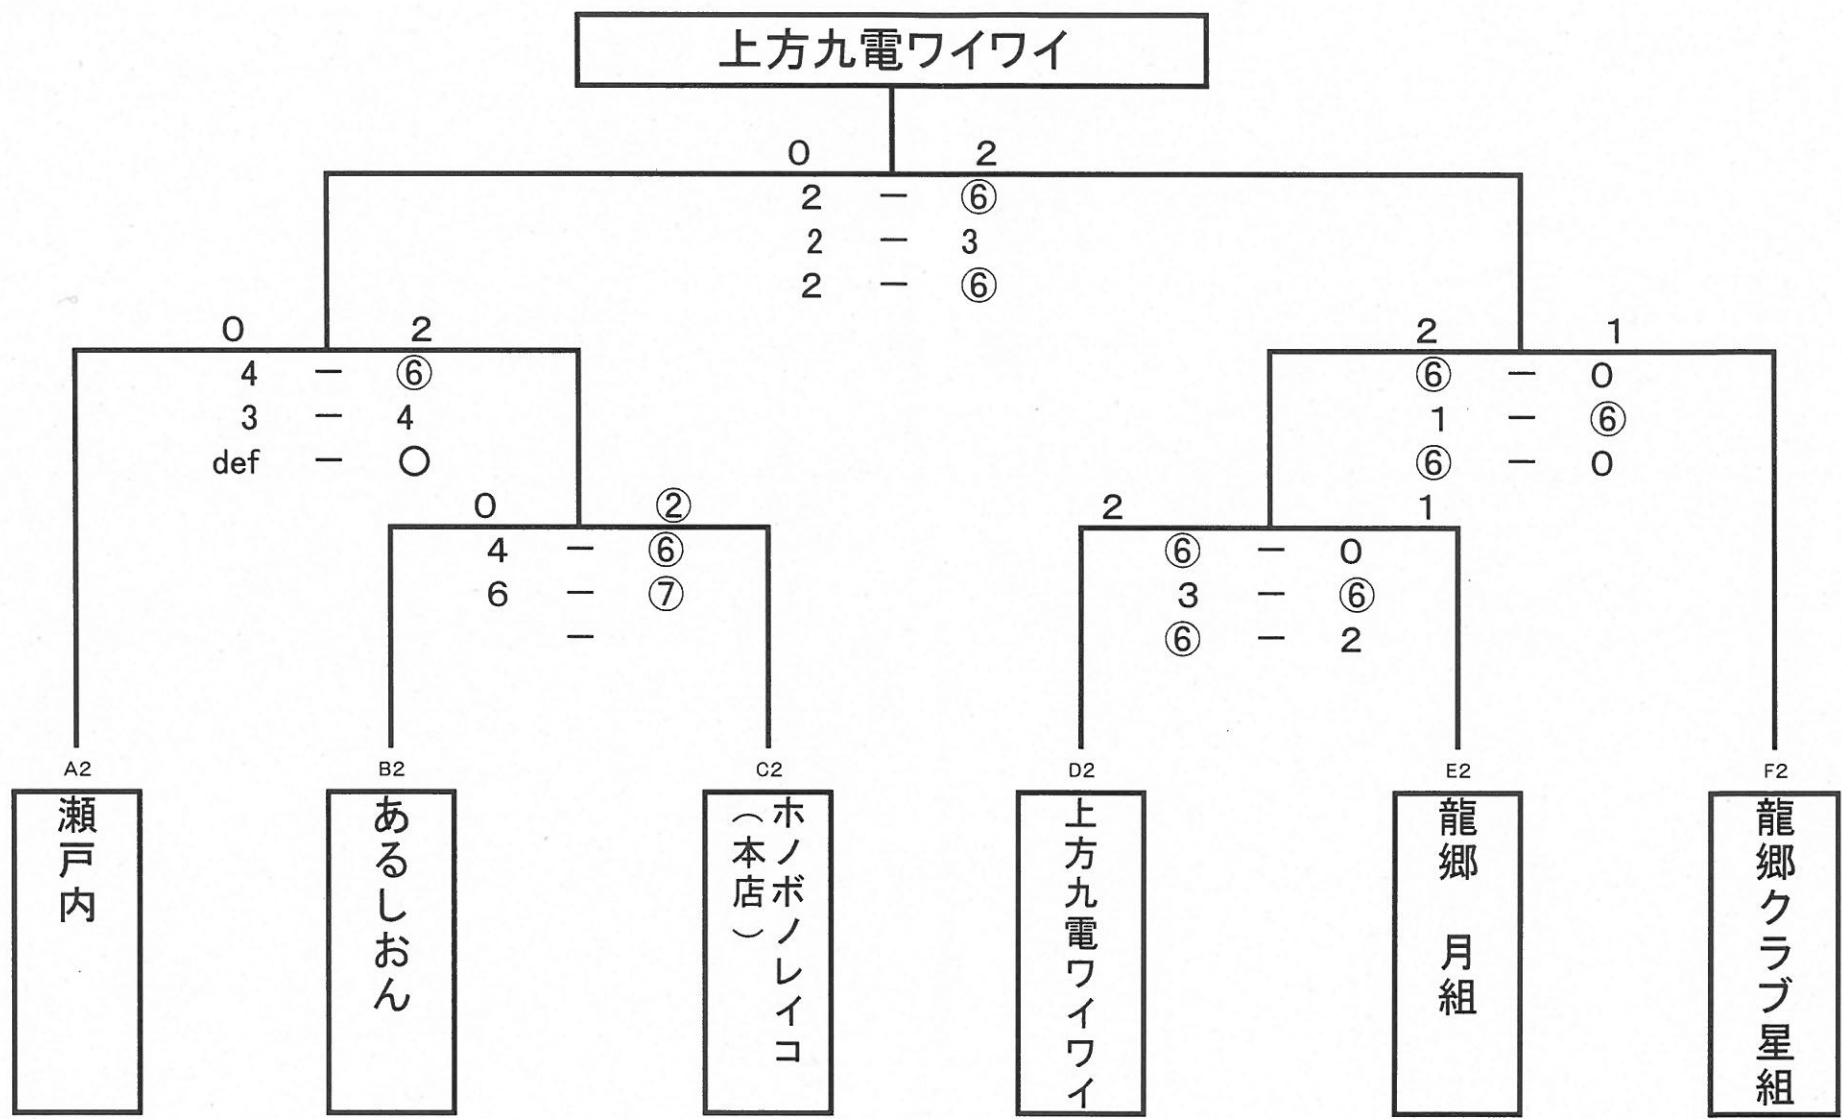 上方九電ワイワイ
0 2
2 － ⑥
2 － 3
2 － ⑥
0 2
4 － ⑥
3 － 4
def － ○
2 1
⑥ － 0
1 － ⑥
⑥ － 0
0 ②
4 － ⑥
6 － ⑦
－
2 1
⑥ － 0
3 － ⑥
⑥ － 2
A2
瀬戸内
B2
あるしおん
C2
ホノボノレイコ
（本店）
D2
上方九電ワイワイ
E2
龍郷　月組
F2
龍郷クラブ星組